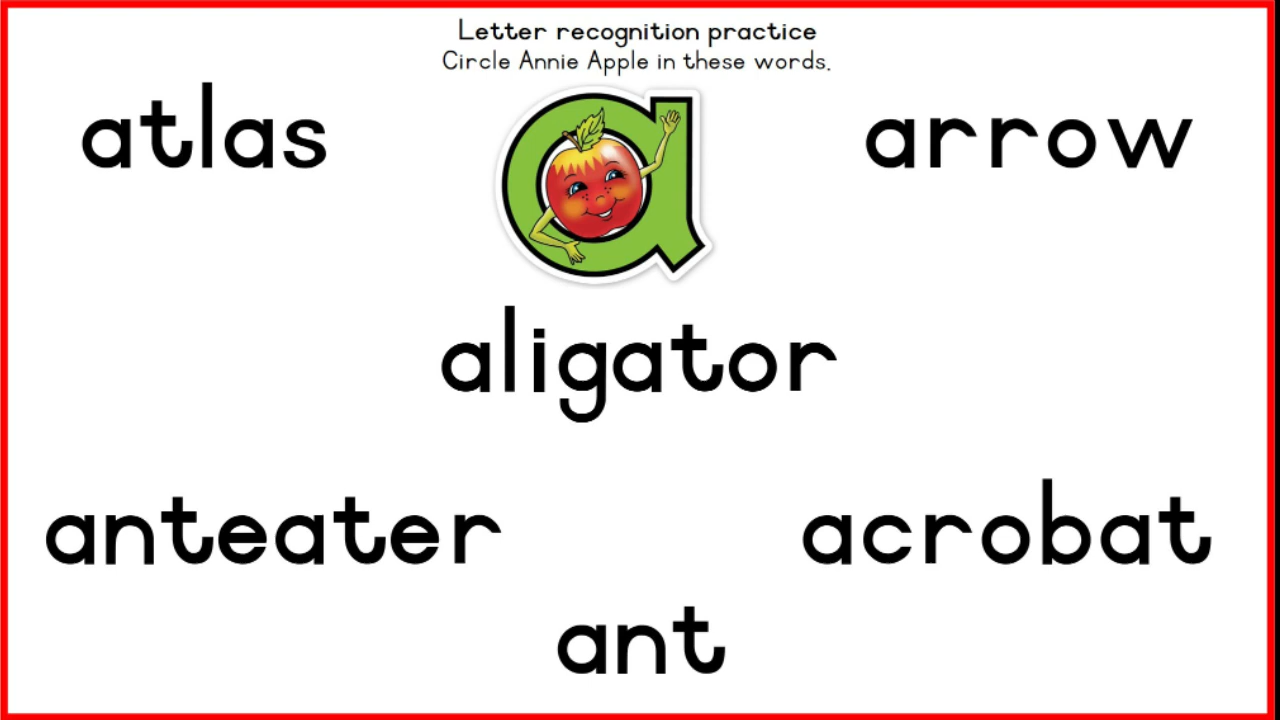 Letter recognition practice
Circle Annie Apple in these words.
atlas
a
arrow
aligator
anteater
acrobat
ant